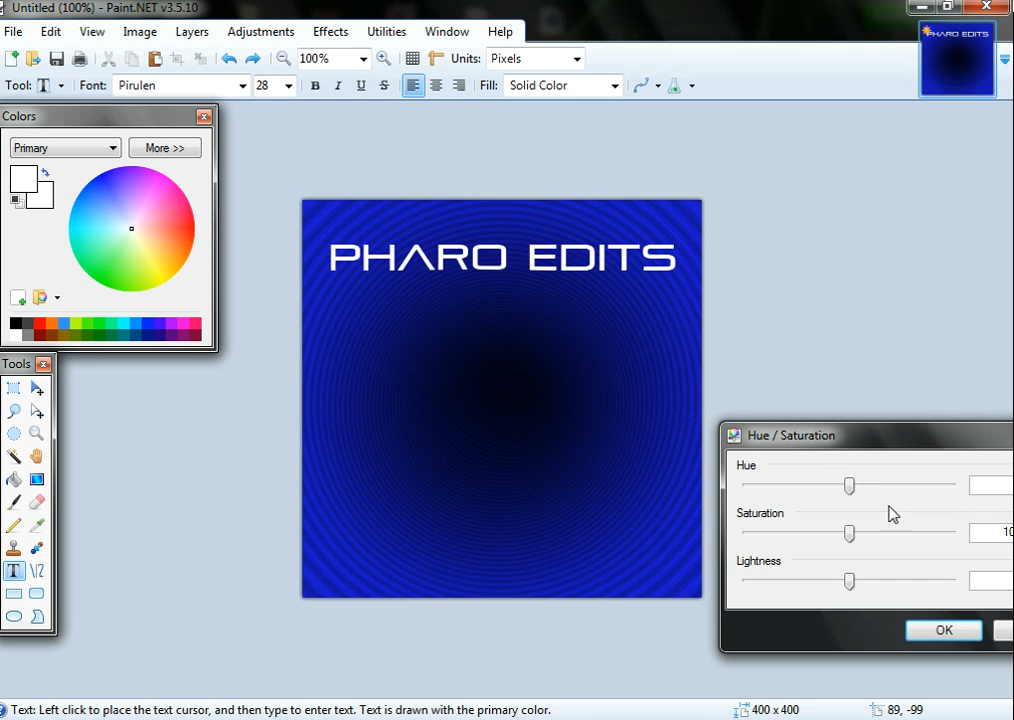 Untitled (100%) - Paint.NET v3.5.10
File Edit View Image Layers Adjustments Effects Utilities Window Help
100% Units: Pixels
Tool: T Font: Pirulen 28 B I U S Fill: Solid Color
PHARO EDITS
Colors
Primary More >>
PHARO EDITS
Tools
T
Hue / Saturation
Hue
Saturation
10
Lightness
OK
Text: Left click to place the text cursor, and then type to enter text. Text is drawn with the primary color. 400 x 400 89, -99